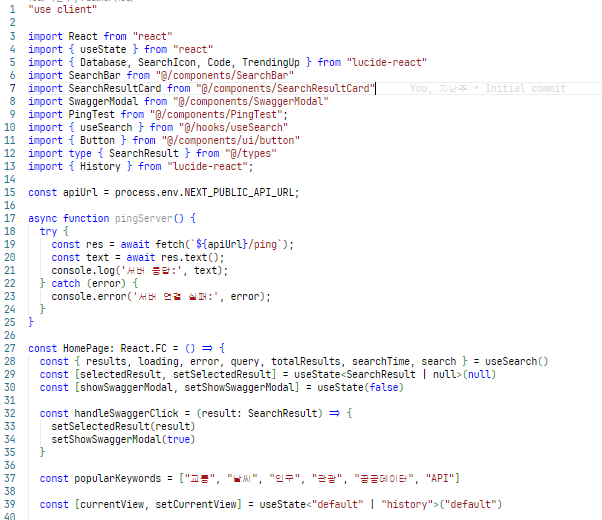 1 "use client"
2
3 import React from "react"
4 import { useState } from "react"
5 import { Database, SearchIcon, Code, TrendingUp } from "lucide-react"
6 import SearchBar from "@/components/SearchBar"
7 import SearchResultCard from "@/components/SearchResultCard" You, 지난주 • Initial commit
8 import SwaggerModal from "@/components/SwaggerModal"
9 import PingTest from "@/components/PingTest";
10 import { useSearch } from "@/hooks/useSearch"
11 import { Button } from "@/components/ui/button"
12 import type { SearchResult } from "@/types"
13 import { History } from "lucide-react";
14
15 const apiUrl = process.env.NEXT_PUBLIC_API_URL;
16
17 async function pingServer() {
18 try {
19 const res = await fetch(`${apiUrl}/ping`);
20 const text = await res.text();
21 console.log('서버 응답:', text);
22 } catch (error) {
23 console.error('서버 연결 실패:', error);
24 }
25 }
26
27 const HomePage: React.FC = () => {
28 const { results, loading, error, query, totalResults, searchTime, search } = useSearch()
29 const [selectedResult, setSelectedResult] = useState<SearchResult | null>(null)
30 const [showSwaggerModal, setShowSwaggerModal] = useState(false)
31
32 const handleSwaggerClick = (result: SearchResult) => {
33 setSelectedResult(result)
34 setShowSwaggerModal(true)
35 }
36
37 const popularKeywords = ["교통", "날씨", "인구", "관광", "공공데이터", "API"]
38
39 const [currentView, setCurrentView] = useState<"default" | "history">("default")
40